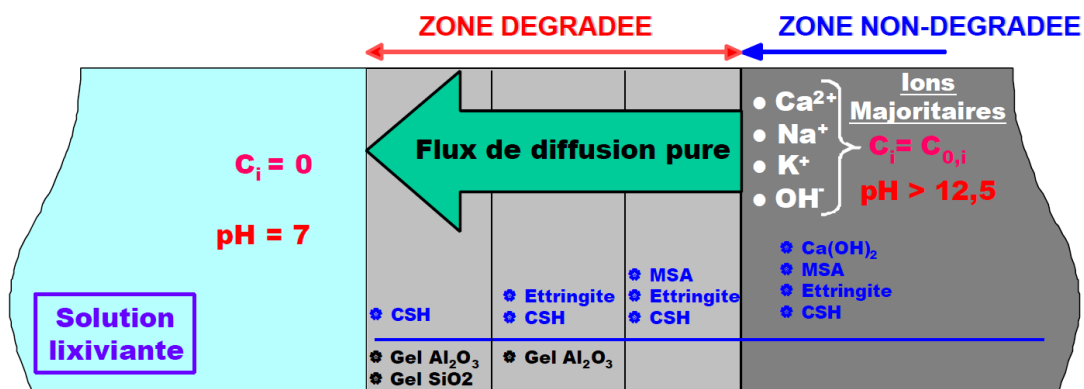 ZONE DEGRADEE
ZONE NON-DEGRADEE
Ions
Majoritaires
• Ca²⁺
• Na⁺
• K⁺
• OH⁻
Cᵢ= C₀,ᵢ
pH > 12,5
Flux de diffusion pure
Cᵢ = 0
pH = 7
Solution
lixiviante
CSH
Gel Al₂O₃
Gel SiO2
Ettringite
CSH
Gel Al₂O₃
MSA
Ettringite
CSH
Ca(OH)₂
MSA
Ettringite
CSH